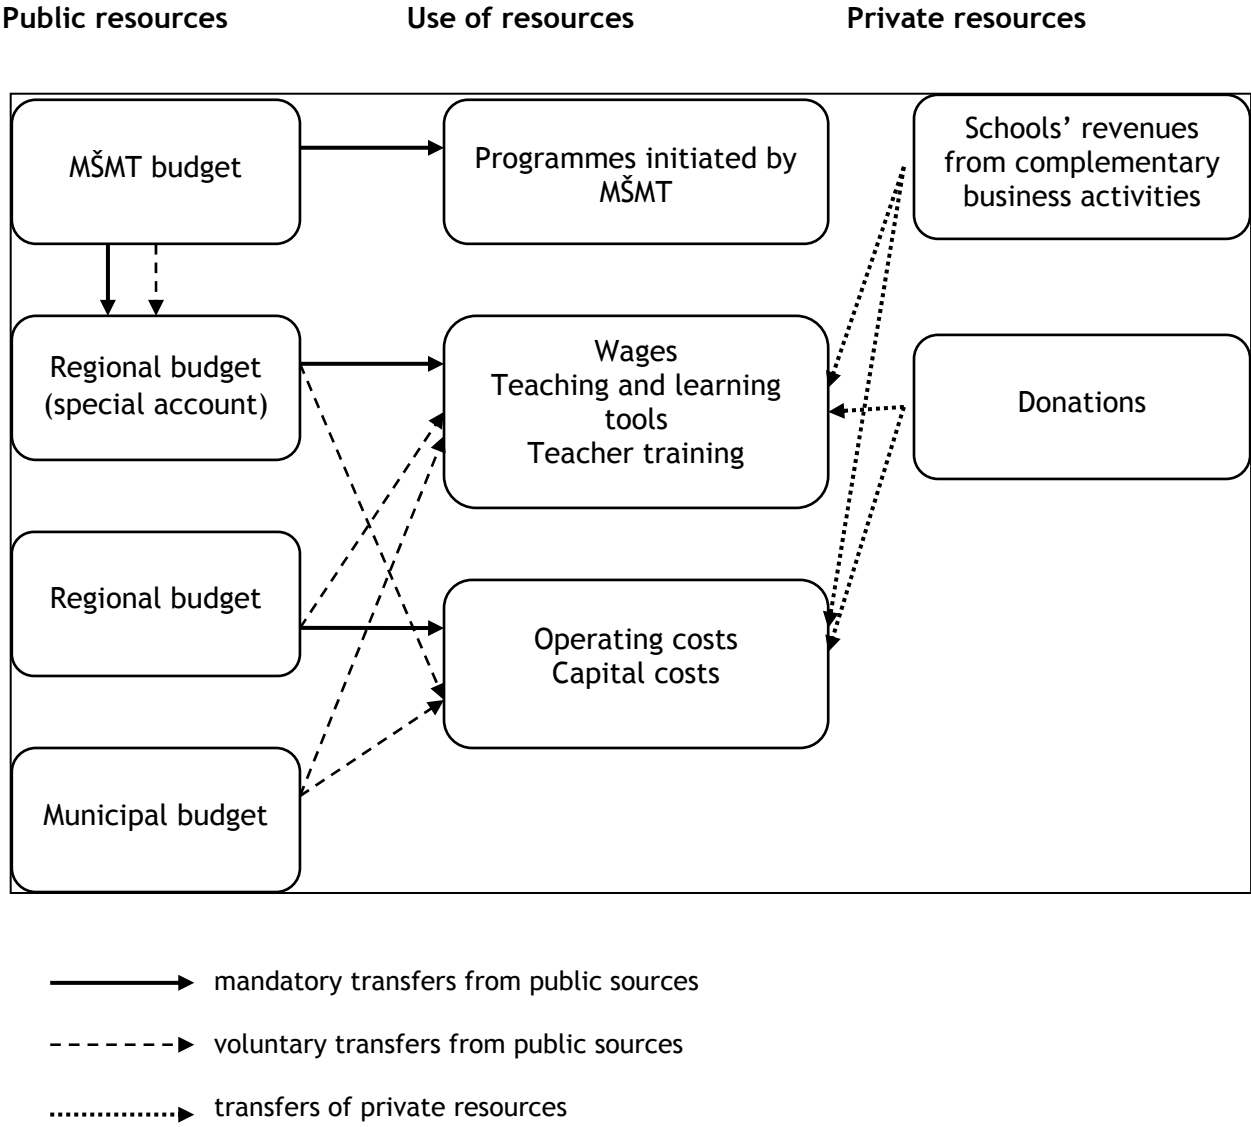 Public resources
Use of resources
Private resources
MŠMT budget
Programmes initiated by
MŠMT
Schools’ revenues
from complementary
business activities
Regional budget
(special account)
Wages
Teaching and learning
tools
Teacher training
Donations
Regional budget
Operating costs
Capital costs
Municipal budget
mandatory transfers from public sources
voluntary transfers from public sources
transfers of private resources